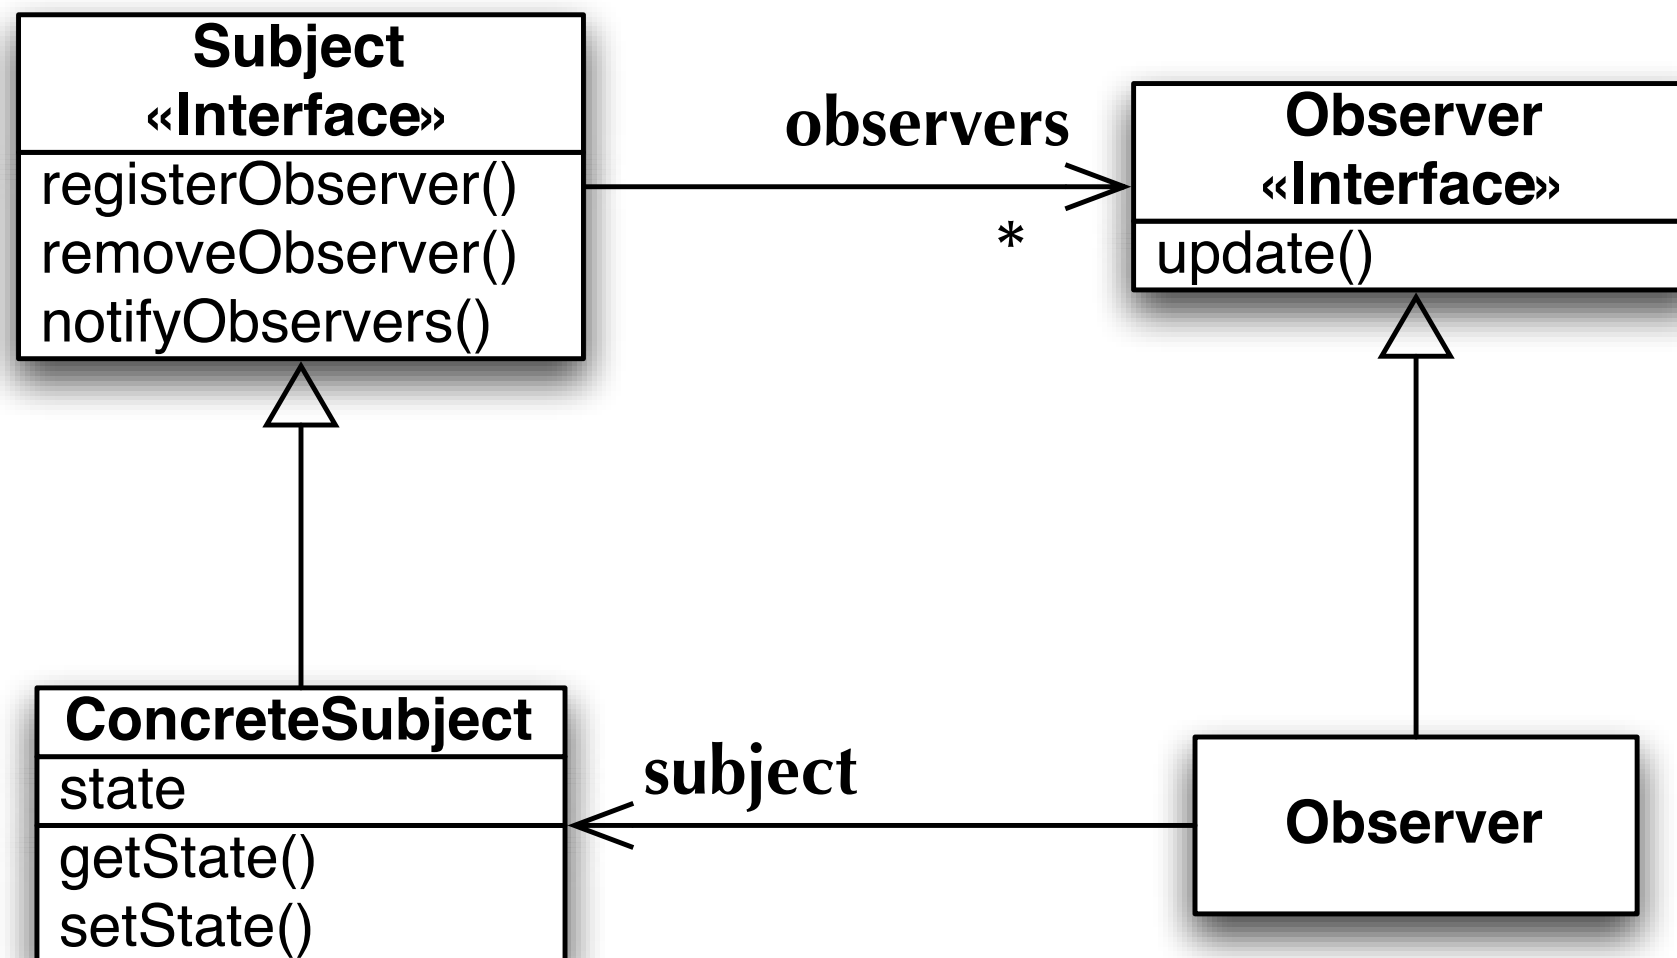 Subject
«Interface»
registerObserver()
removeObserver()
notifyObservers()
observers
*
Observer
«Interface»
update()
ConcreteSubject
state
getState()
setState()
subject
Observer